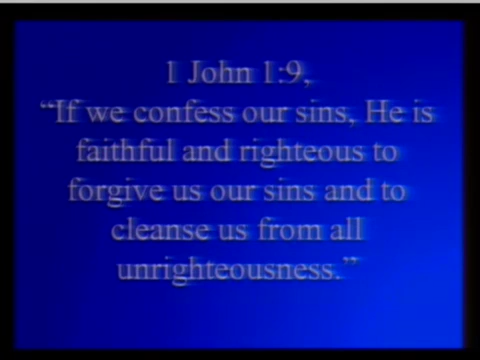 1 John 1:9,
“If we confess our sins, He is
faithful and righteous to
forgive us our sins and to
cleanse us from all
unrighteousness.”